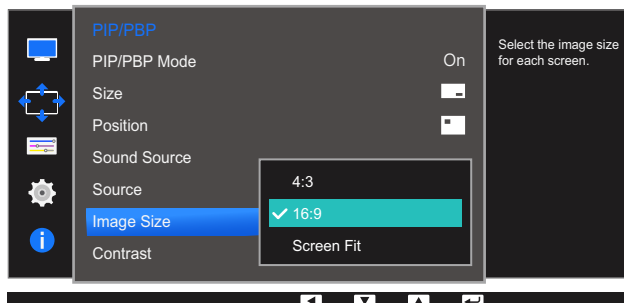 PIP/PBP
PIP/PBP Mode On
Size
Position
Sound Source
Source
Image Size
Contrast
4:3
16:9
Screen Fit
Select the image size
for each screen.